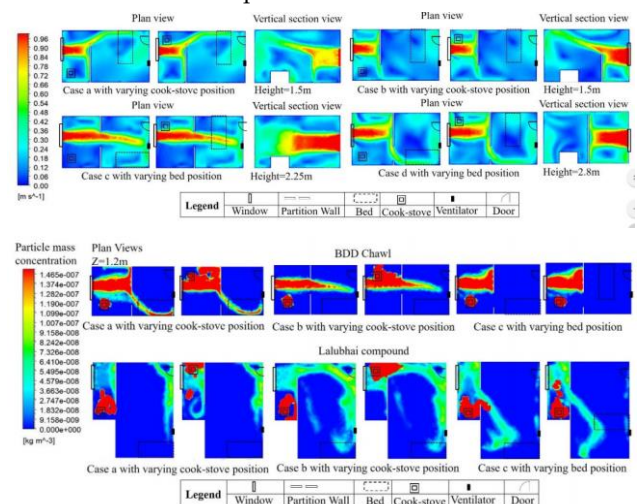 Plan view
Vertical section view
Plan view
Vertical section view
0.96
0.90
0.84
0.78
0.72
0.66
0.60
0.54
0.48
0.42
0.36
0.30
0.24
0.18
0.12
0.06
0.00
[m s^-1]
Case a with varying cook-stove position
Height=1.5m
Case b with varying cook-stove position
Height=1.5m
Plan view
Vertical section view
Plan view
Vertical section view
Case c with varying bed position
Height=2.25m
Case d with varying bed position
Height=2.8m
Legend
Window Partition Wall Bed Cook-stove Ventilator Door
Particle mass
concentration
1.465e-007
1.374e-007
1.282e-007
1.190e-007
1.099e-007
1.007e-007
9.158e-008
8.242e-008
7.326e-008
6.410e-008
5.495e-008
4.579e-008
3.663e-008
2.747e-008
1.832e-008
9.158e-009
0.000e+000
[kg m^-3]
Plan Views
Z=1.2m
BDD Chawl
Case a with varying cook-stove position
Case b with varying cook-stove position
Case c with varying bed position
Lalubhai compound
Case a with varying cook-stove position
Case b with varying cook-stove position
Case c with varying bed position
Legend
Window Partition Wall Bed Cook-stove Ventilator Door